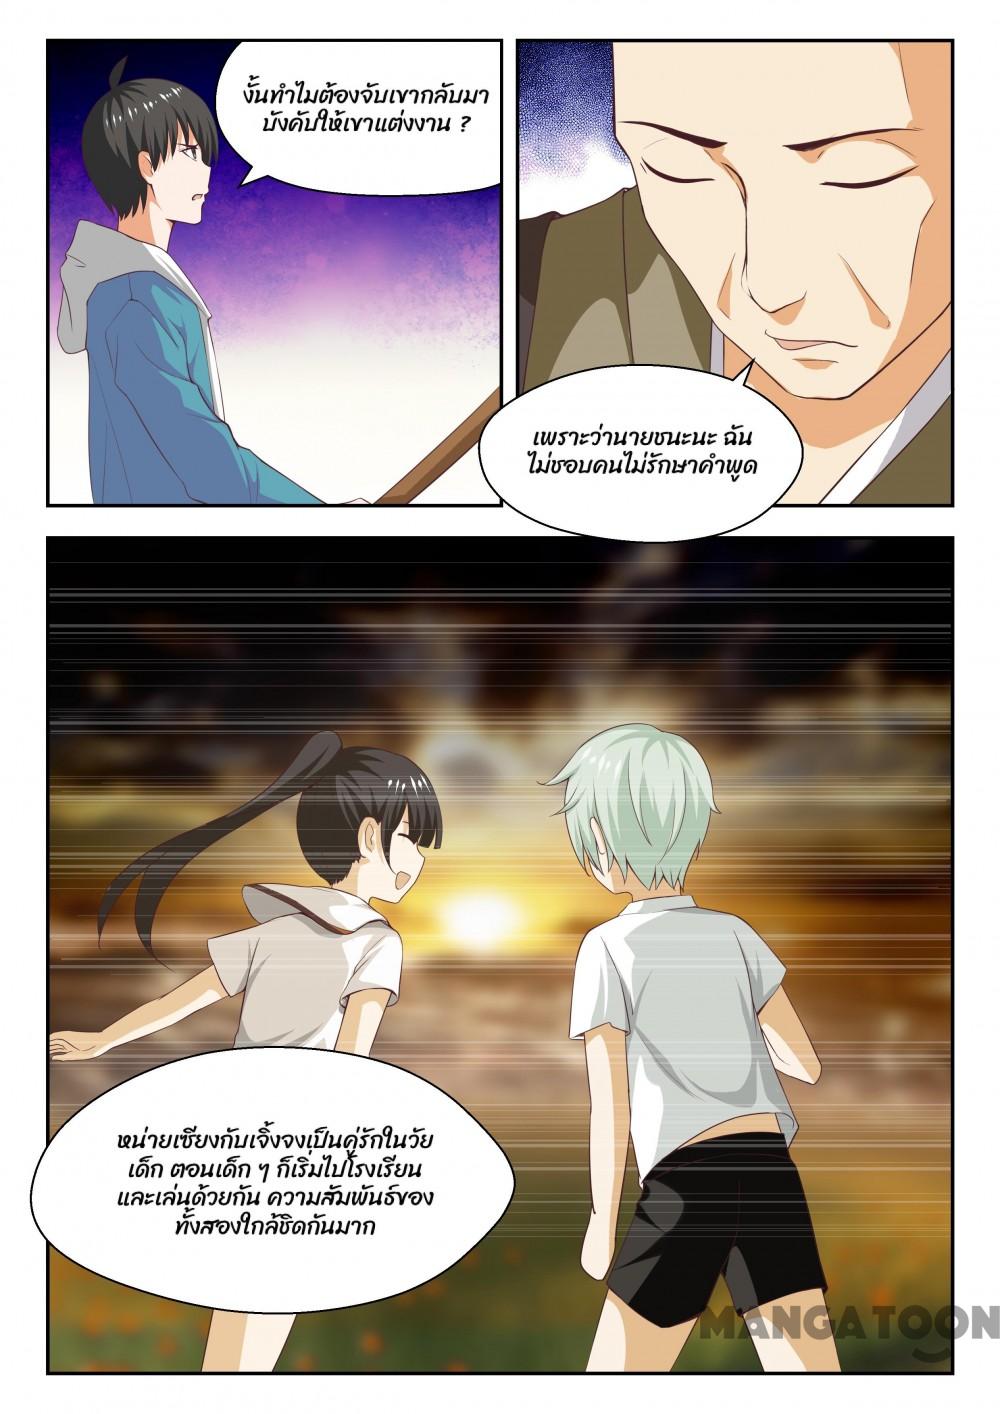 งั้นทำไมต้องจับเขากลับมา
บังคับให้เขาแต่งงาน ?
เพราะว่านายชนะนะ ฉัน
ไม่ชอบคนไม่รักษาคำพูด
หน่ายเซียงกับเจิ้งจงเป็นคู่รักในวัย
เด็ก ตอนเด็ก ๆ ก็เริ่มไปโรงเรียน
และเล่นด้วยกัน ความสัมพันธ์ของ
ทั้งสองใกล้ชิดกันมาก
MANGATOON